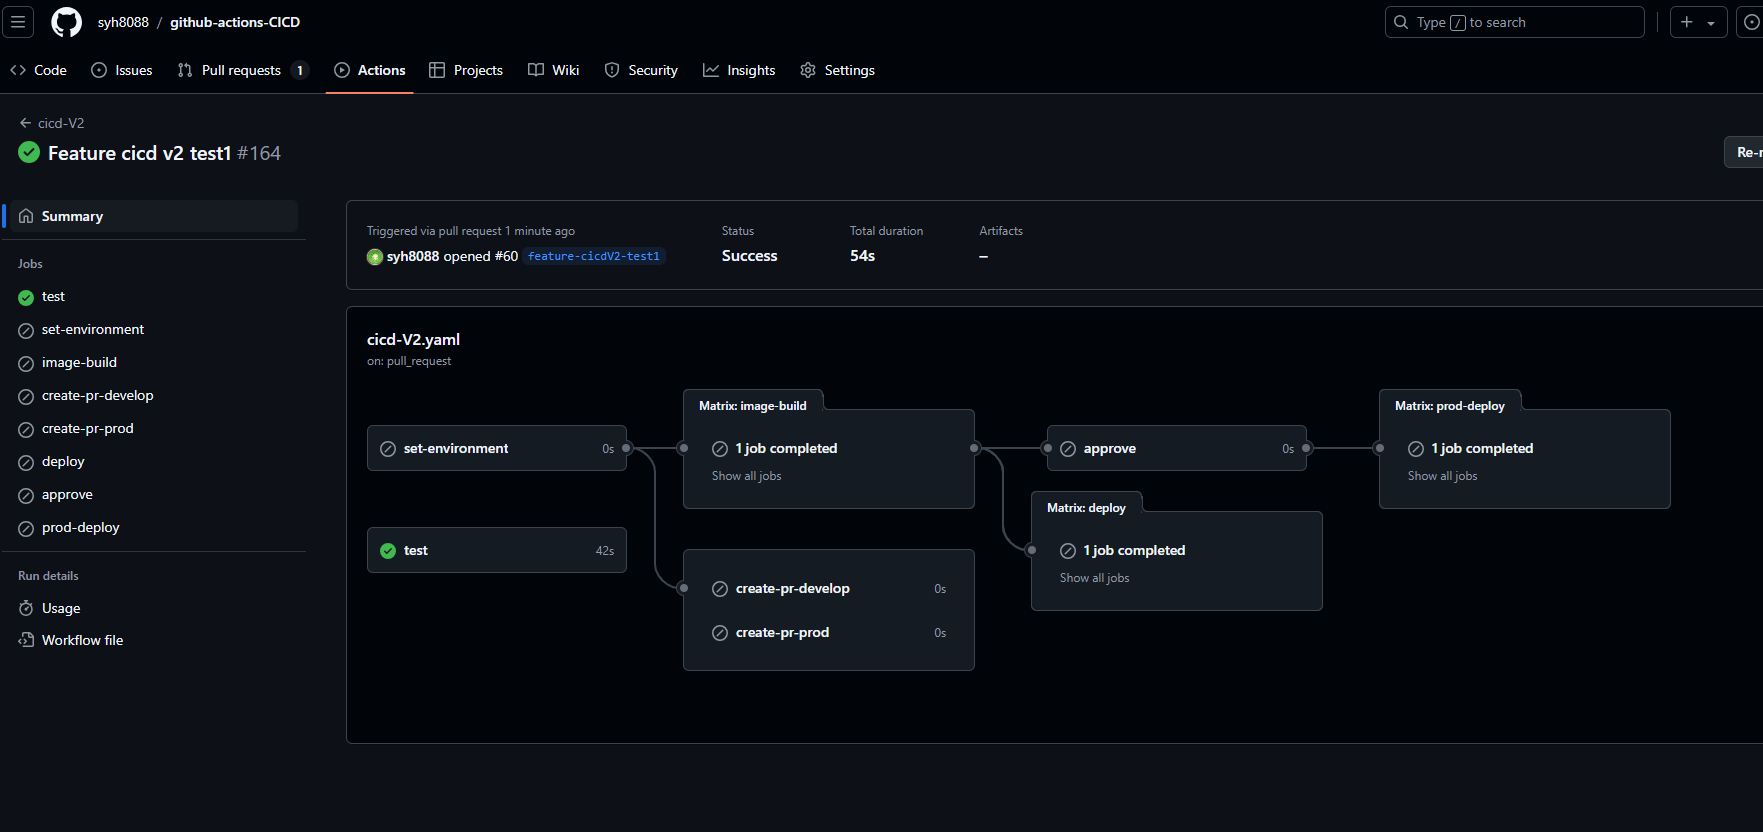 syh8088 / github-actions-CICD
Type / to search
Code
Issues
Pull requests 1
Actions
Projects
Wiki
Security
Insights
Settings
cicd-V2
Feature cicd v2 test1 #164
Re-r
Summary
Jobs
test
set-environment
image-build
create-pr-develop
create-pr-prod
deploy
approve
prod-deploy
Run details
Usage
Workflow file
Triggered via pull request 1 minute ago
syh8088 opened #60 feature-cicdV2-test1
Status
Success
Total duration
54s
Artifacts
–
cicd-V2.yaml
on: pull_request
set-environment 0s
test 42s
Matrix: image-build
1 job completed
Show all jobs
create-pr-develop 0s
create-pr-prod 0s
approve 0s
Matrix: deploy
1 job completed
Show all jobs
Matrix: prod-deploy
1 job completed
Show all jobs